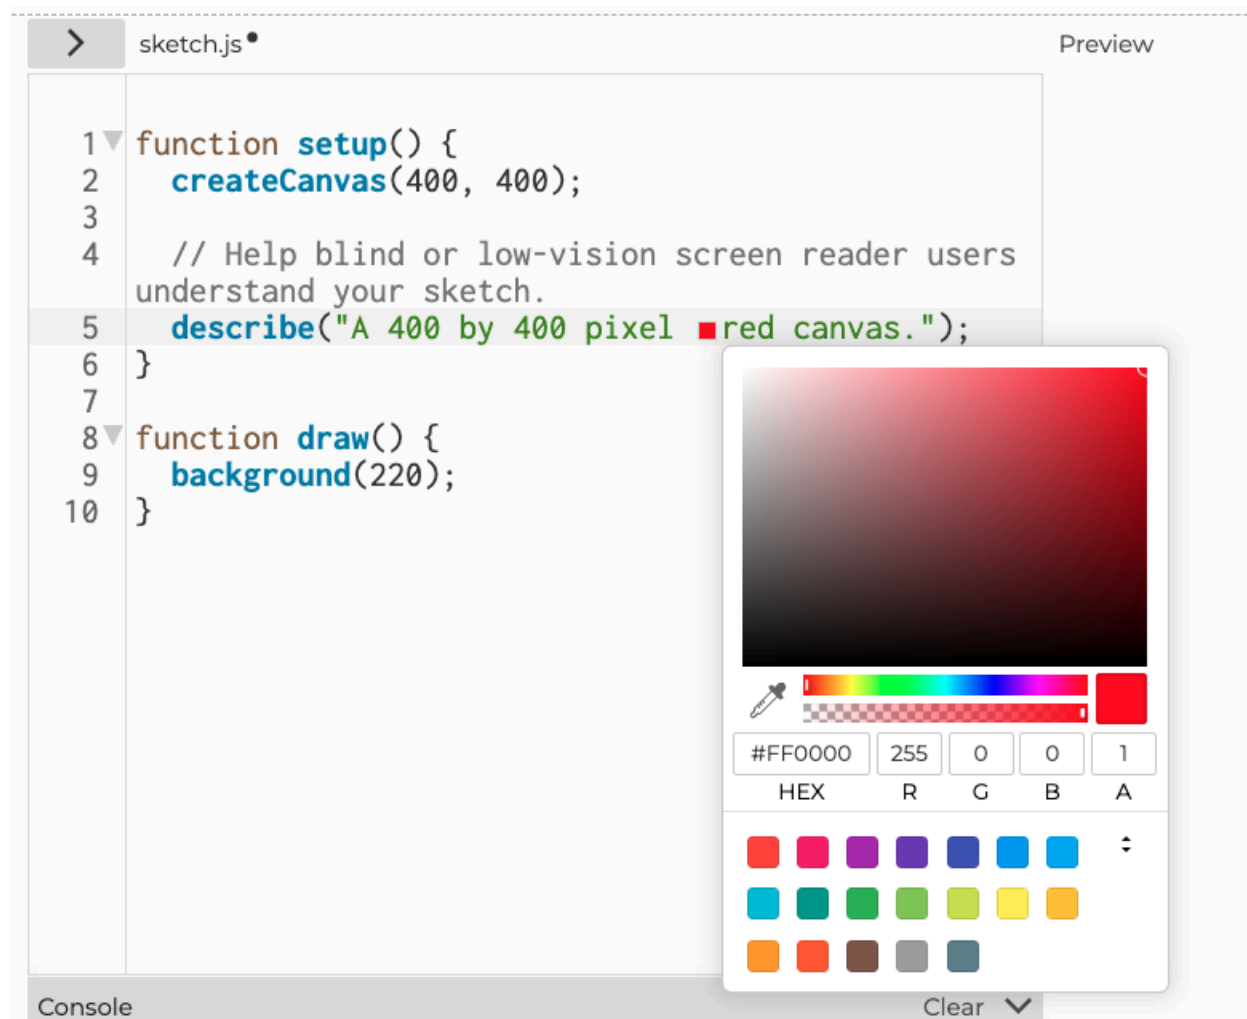 sketch.js
Preview
1 function setup() {
2 createCanvas(400, 400);
3
4 // Help blind or low-vision screen reader users
understand your sketch.
5 describe("A 400 by 400 pixel red canvas.");
6 }
7
8 function draw() {
9 background(220);
10 }
#FF0000 255 0 0 1
HEX R G B A
Console
Clear